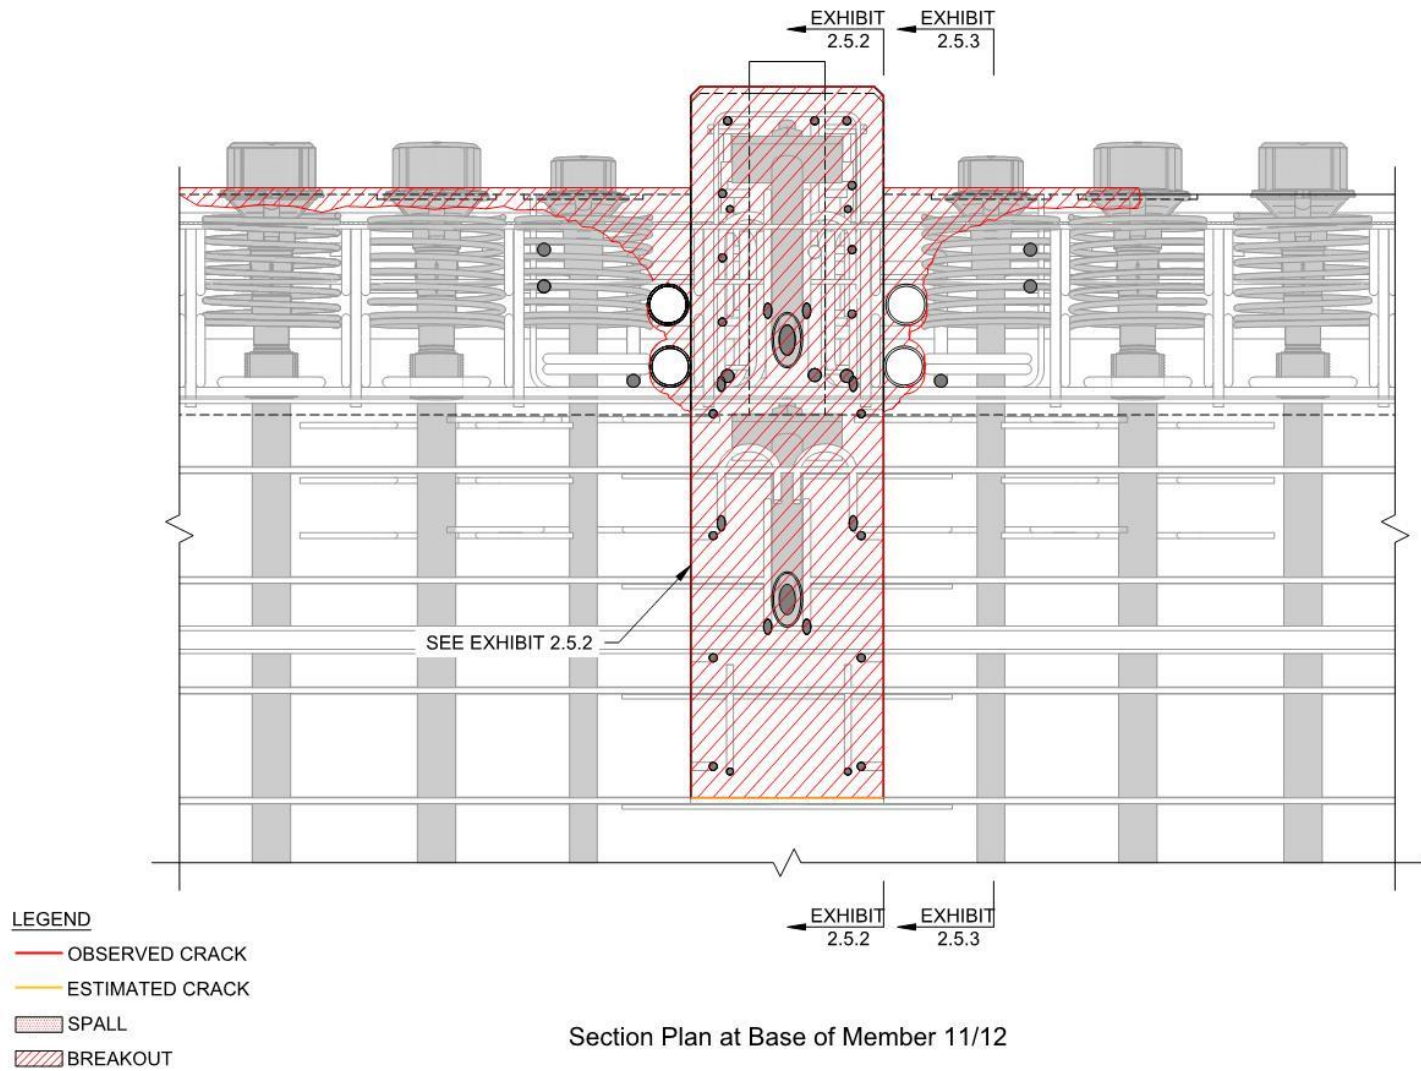 EXHIBIT
2.5.2
EXHIBIT
2.5.3
SEE EXHIBIT 2.5.2
EXHIBIT
2.5.2
EXHIBIT
2.5.3
LEGEND
OBSERVED CRACK
ESTIMATED CRACK
SPALL
BREAKOUT
Section Plan at Base of Member 11/12